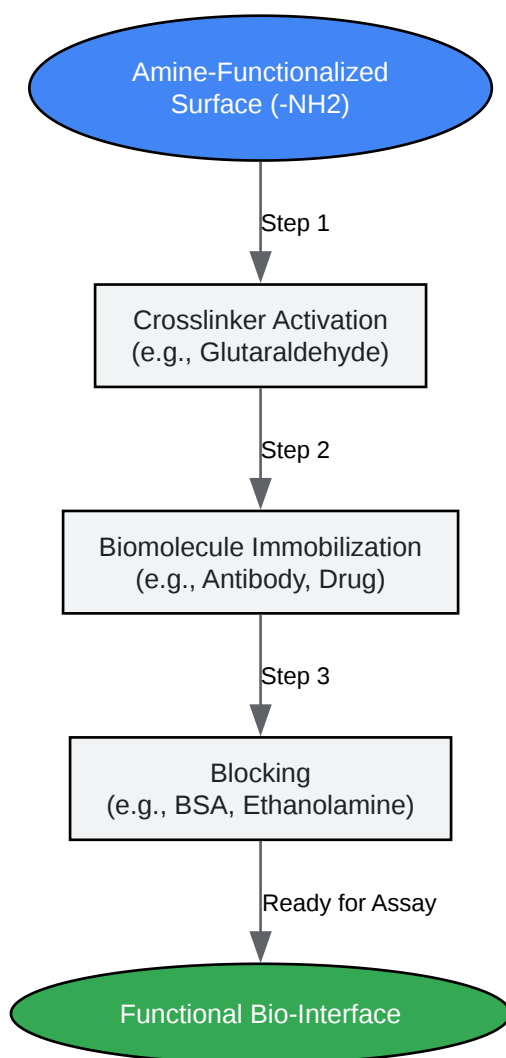 Amine-Functionalized
Surface (-NH2)
Step 1
Crosslinker Activation
(e.g., Glutaraldehyde)
Step 2
Biomolecule Immobilization
(e.g., Antibody, Drug)
Step 3
Blocking
(e.g., BSA, Ethanolamine)
Ready for Assay
Functional Bio-Interface